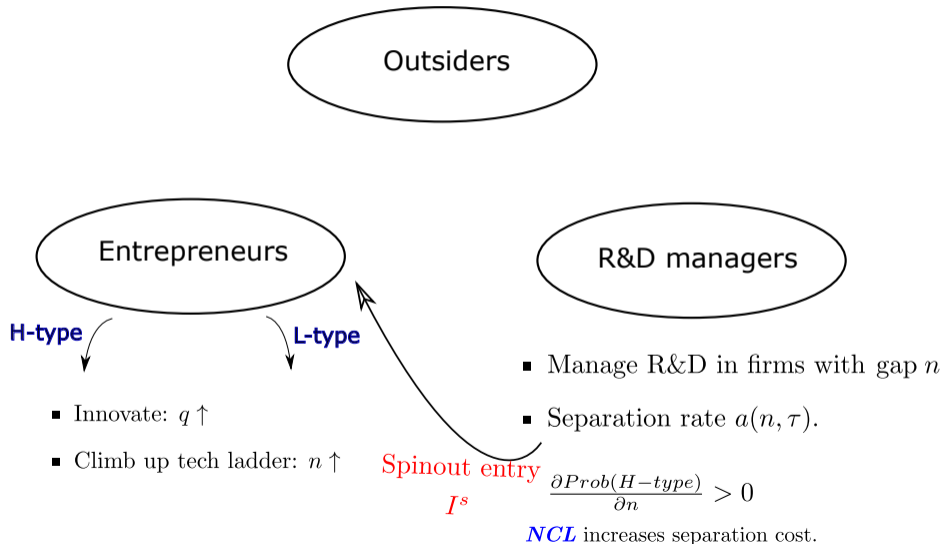 Outsiders
Entrepreneurs
R&D managers
H-type
L-type
▪ Innovate: q ↑
▪ Climb up tech ladder: n ↑
▪ Manage R&D in firms with gap n
▪ Separation rate a(n, τ).
Spinout entry
I^s
∂Prob(H−type)/∂n > 0
NCL increases separation cost.